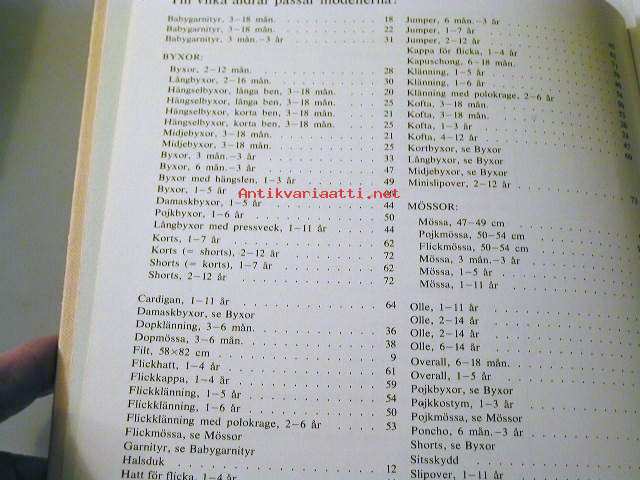 Till vilka åldrar passar modellerna?
Babygarnityr, 3–18 mån. 18
Babygarnityr, 3–18 mån. 22
Babygarnityr, 3 mån.–3 år 31
BYXOR:
Byxor, 2–12 mån. 28
Långbyxor, 2–16 mån. 30
Hängselbyxor, långa ben, 3–18 mån. 20
Hängselbyxor, långa ben, 3–18 mån. 25
Hängselbyxor, korta ben, 3–18 mån. 21
Hängselbyxor, korta ben, 3–18 mån. 25
Midjebyxor, 3–18 mån. 21
Midjebyxor, 3–18 mån. 25
Byxor, 3 mån.–3 år 33
Byxor, 6 mån.–3 år 47
Byxor med hängslen, 1–3 år 49
Byxor, 1–5 år
Damaskbyxor, 1–5 år 44
Pojkbyxor, 1–6 år 50
Långbyxor med pressveck, 1–11 år 44
Korts, 1–7 år 62
Korts (= shorts), 2–12 år 72
Shorts (= korts), 1–7 år 62
Shorts, 2–12 år 72
Cardigan, 1–11 år 64
Damaskbyxor, se Byxor
Dopklänning, 3–6 mån. 36
Dopmössa, 3–6 mån. 38
Filt, 58×82 cm 9
Flickhatt, 1–4 år 61
Flickkappa, 1–4 år 59
Flickklänning, 1–5 år 54
Flickklänning, 1–6 år 50
Flickklänning med polokrage, 2–6 år 53
Flickmössa, se Mössor
Garnityr, se Babygarnityr
Halsduk 12
Hatt för flicka, 1–4 år
Jumper, 6 mån.–3 år
Jumper, 1–7 år
Jumper, 2–12 år
Kappa för flicka, 1–4 år
Kapuschong, 6–18 mån.
Klänning, 1–5 år
Klänning, 1–6 år
Klänning med polokrage, 2–6 år
Kofta, 3–18 mån.
Kofta, 3–18 mån.
Kofta, 1–3 år
Kofta, 4–12 år
Kortbyxor, se Byxor
Långbyxor, se Byxor
Midjebyxor, se Byxor
Minislipover, 2–12 år
MÖSSOR:
Mössa, 47–49 cm
Pojkmössa, 50–54 cm
Flickmössa, 50–54 cm
Mössa, 3 mån.–3 år
Mössa, 1–5 år
Mössa, 1–11 år
Olle, 1–11 år
Olle, 2–14 år
Olle, 2–14 år
Olle, 6–14 år
Overall, 6–18 mån.
Overall, 1–5 år
Pojkbyxor, se Byxor
Pojkkostym, 1–3 år
Pojkmössa, se Mössor
Poncho, 6 mån.–3 år
Shorts, se Byxor
Sittskydd
Slipover, 1–11 år
Antikvariaatti.net